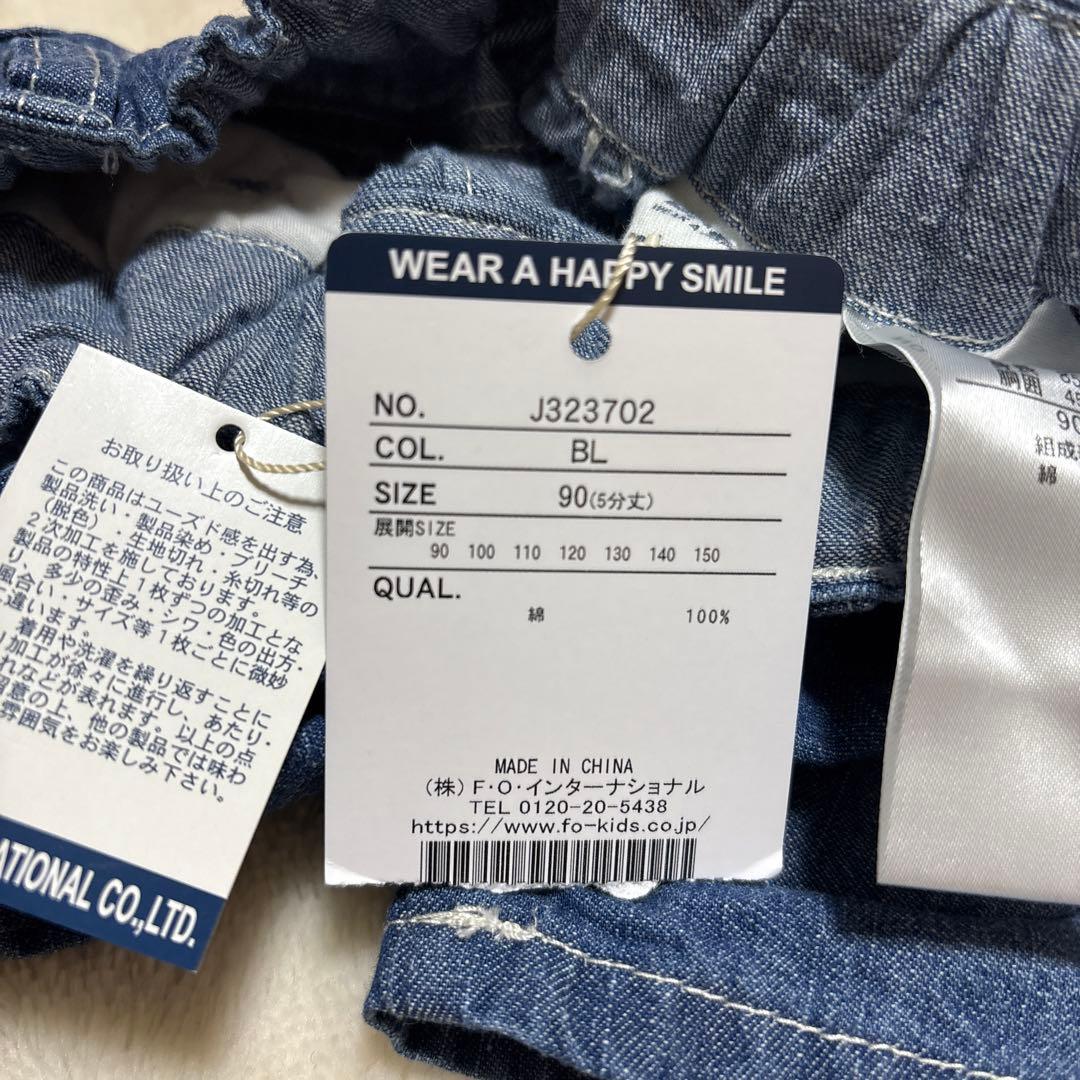 WEAR A HAPPY SMILE
NO. J323702
COL. BL
SIZE 90(5分丈)
展開SIZE
90 100 110 120 130 140 150
QUAL.
綿 100%
MADE IN CHINA
(株)F・O・インターナショナル
TEL 0120-20-5438
https://www.fo-kids.co.jp/
お取り扱い上のご注意
この商品はユーズド感を出す為、
製品洗い・製品染め・ブリーチ
(脱色)・生地切れ・糸切れ等の
2次加工を施しております。
製品の特性上1枚ずつの加工とな
り、多少の歪み・シワ・色の出方・
風合い・サイズ等1枚ごとに微妙
違います。
着用や洗濯を繰り返すことに
り加工が徐々に進行し、あたり・
れなどが表れます。以上の点
留意の上、他の製品では味わ
雰囲気をお楽しみ下さい。
ATIONAL CO.,LTD.
胸囲
90
組成
綿